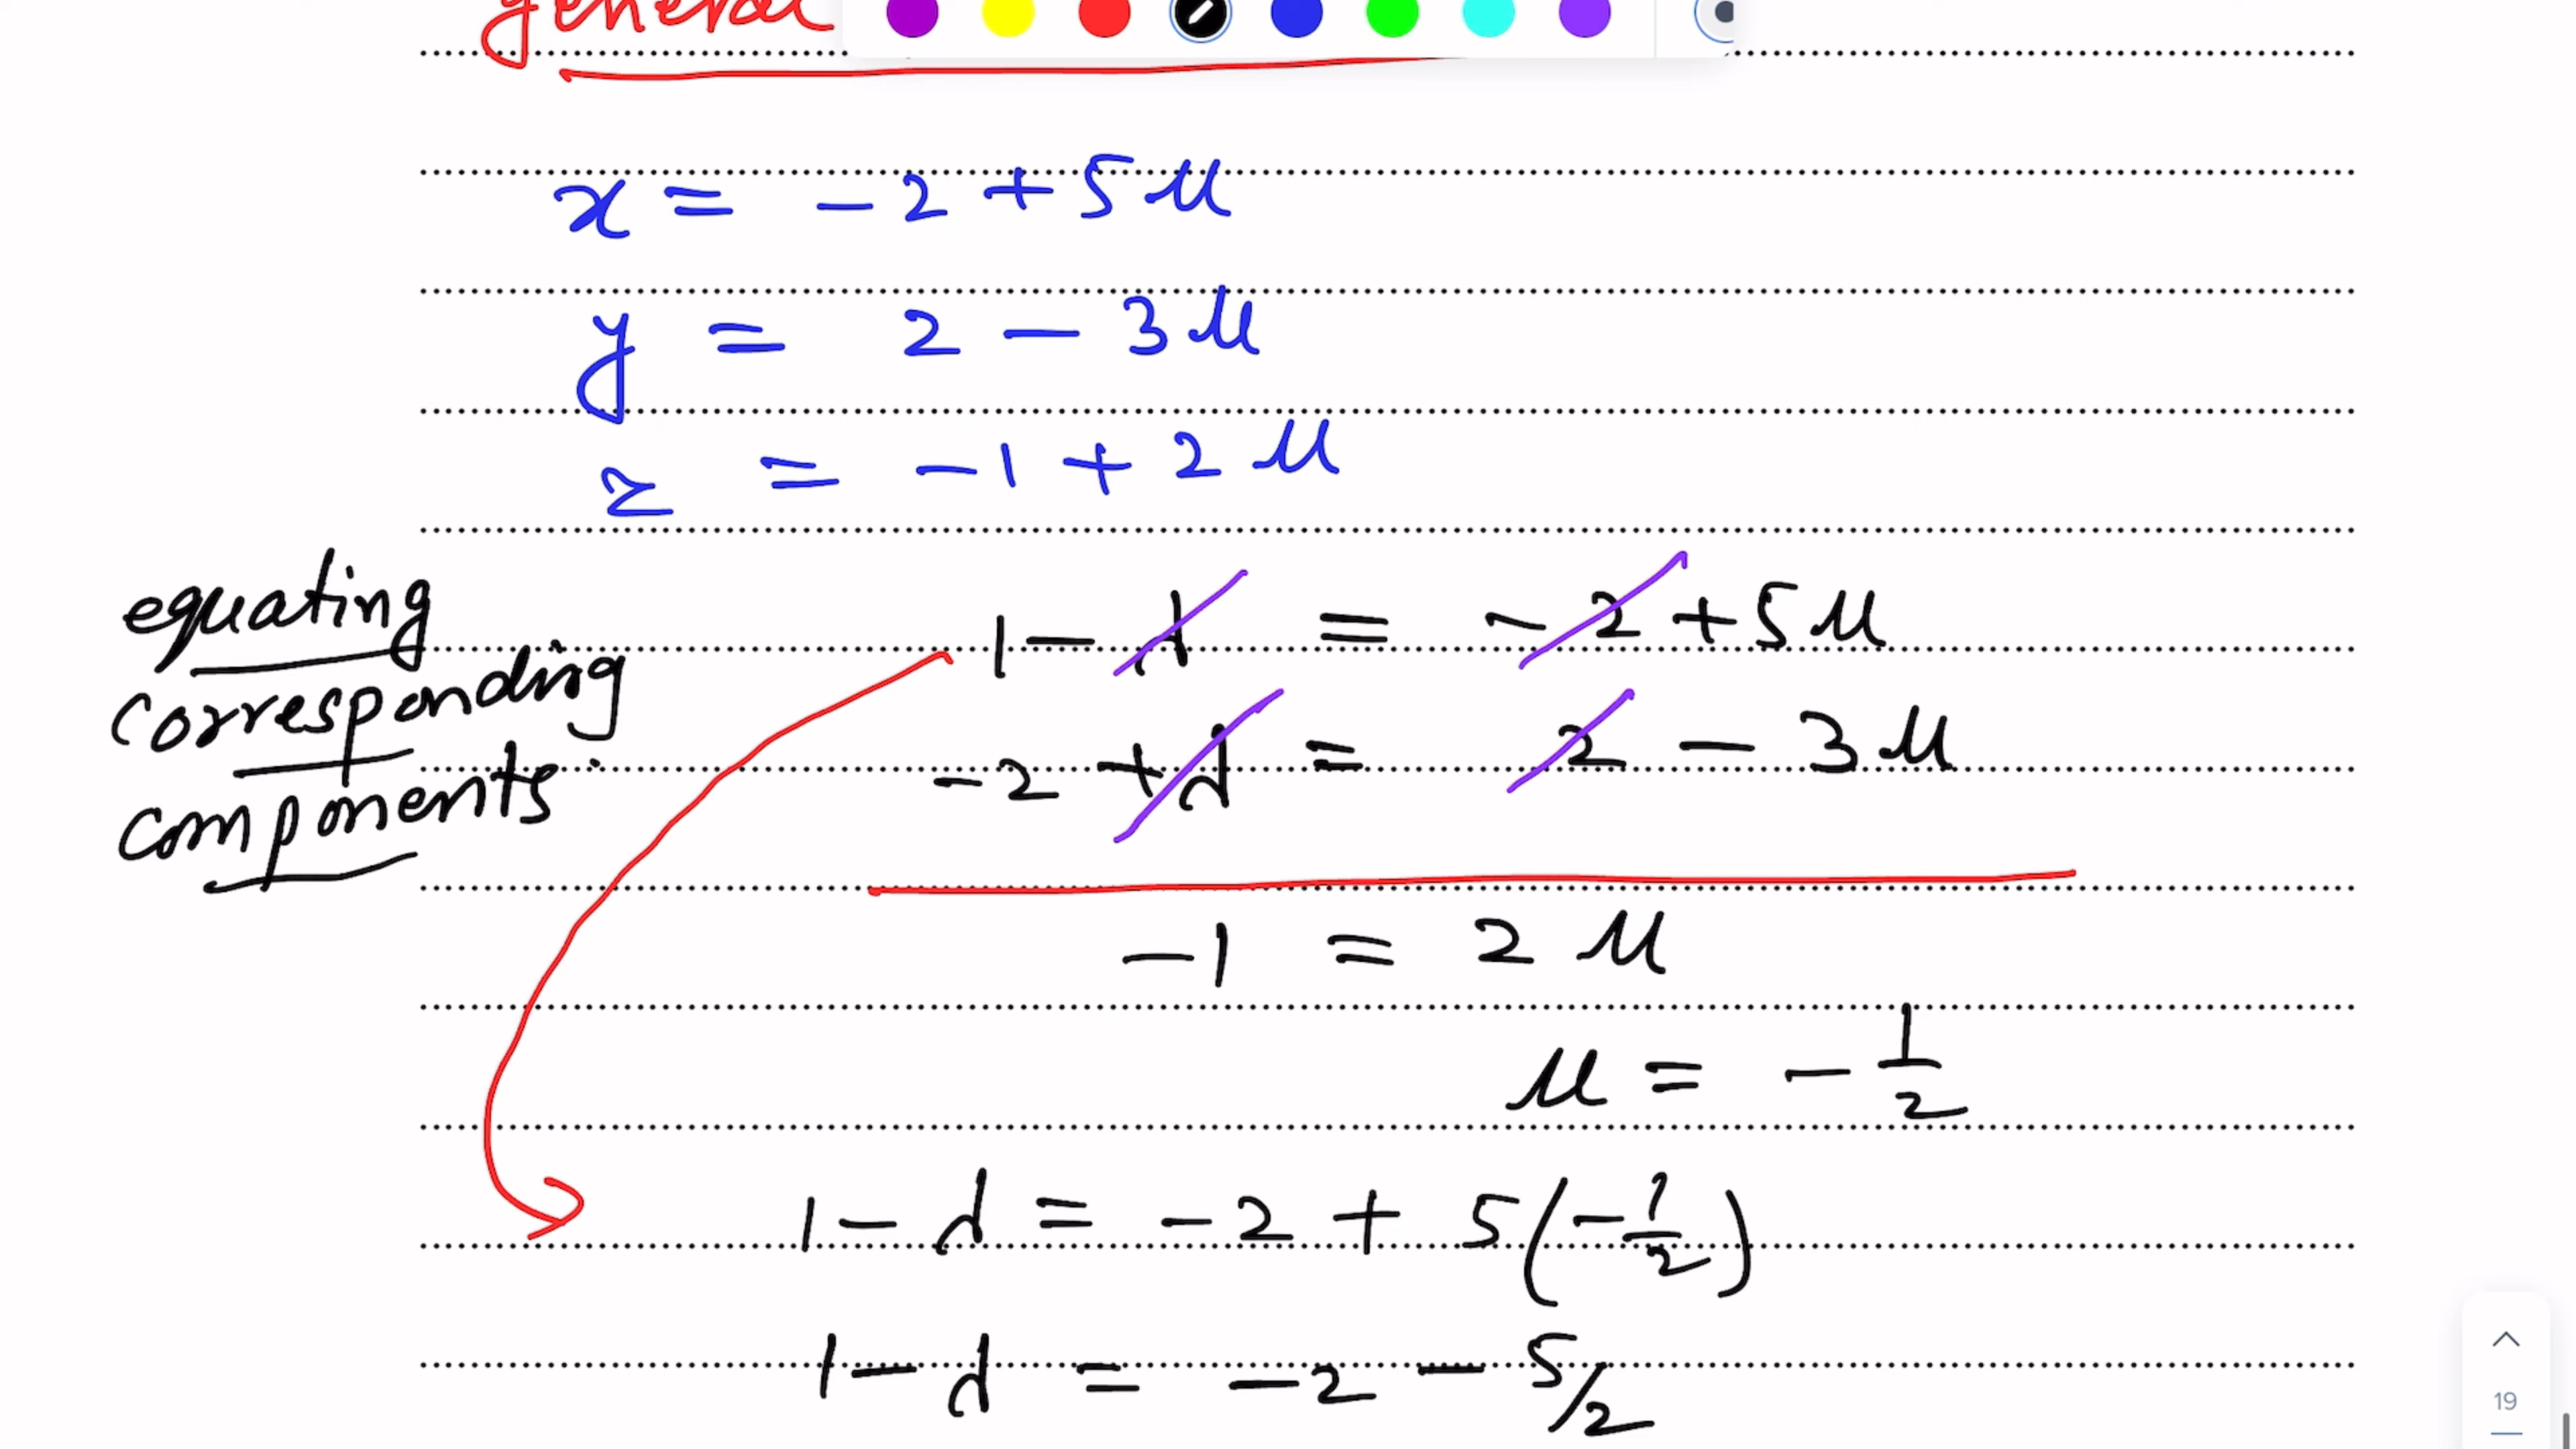 general
x = -2 + 5μ
y = 2 - 3μ
z = -1 + 2μ
equating
corresponding
components.
1 - λ = -2 + 5μ
-2 + λ = 2 - 3μ
-1 = 2μ
μ = -1/2
1 - λ = -2 + 5(-1/2)
1 - λ = -2 - 5/2
19